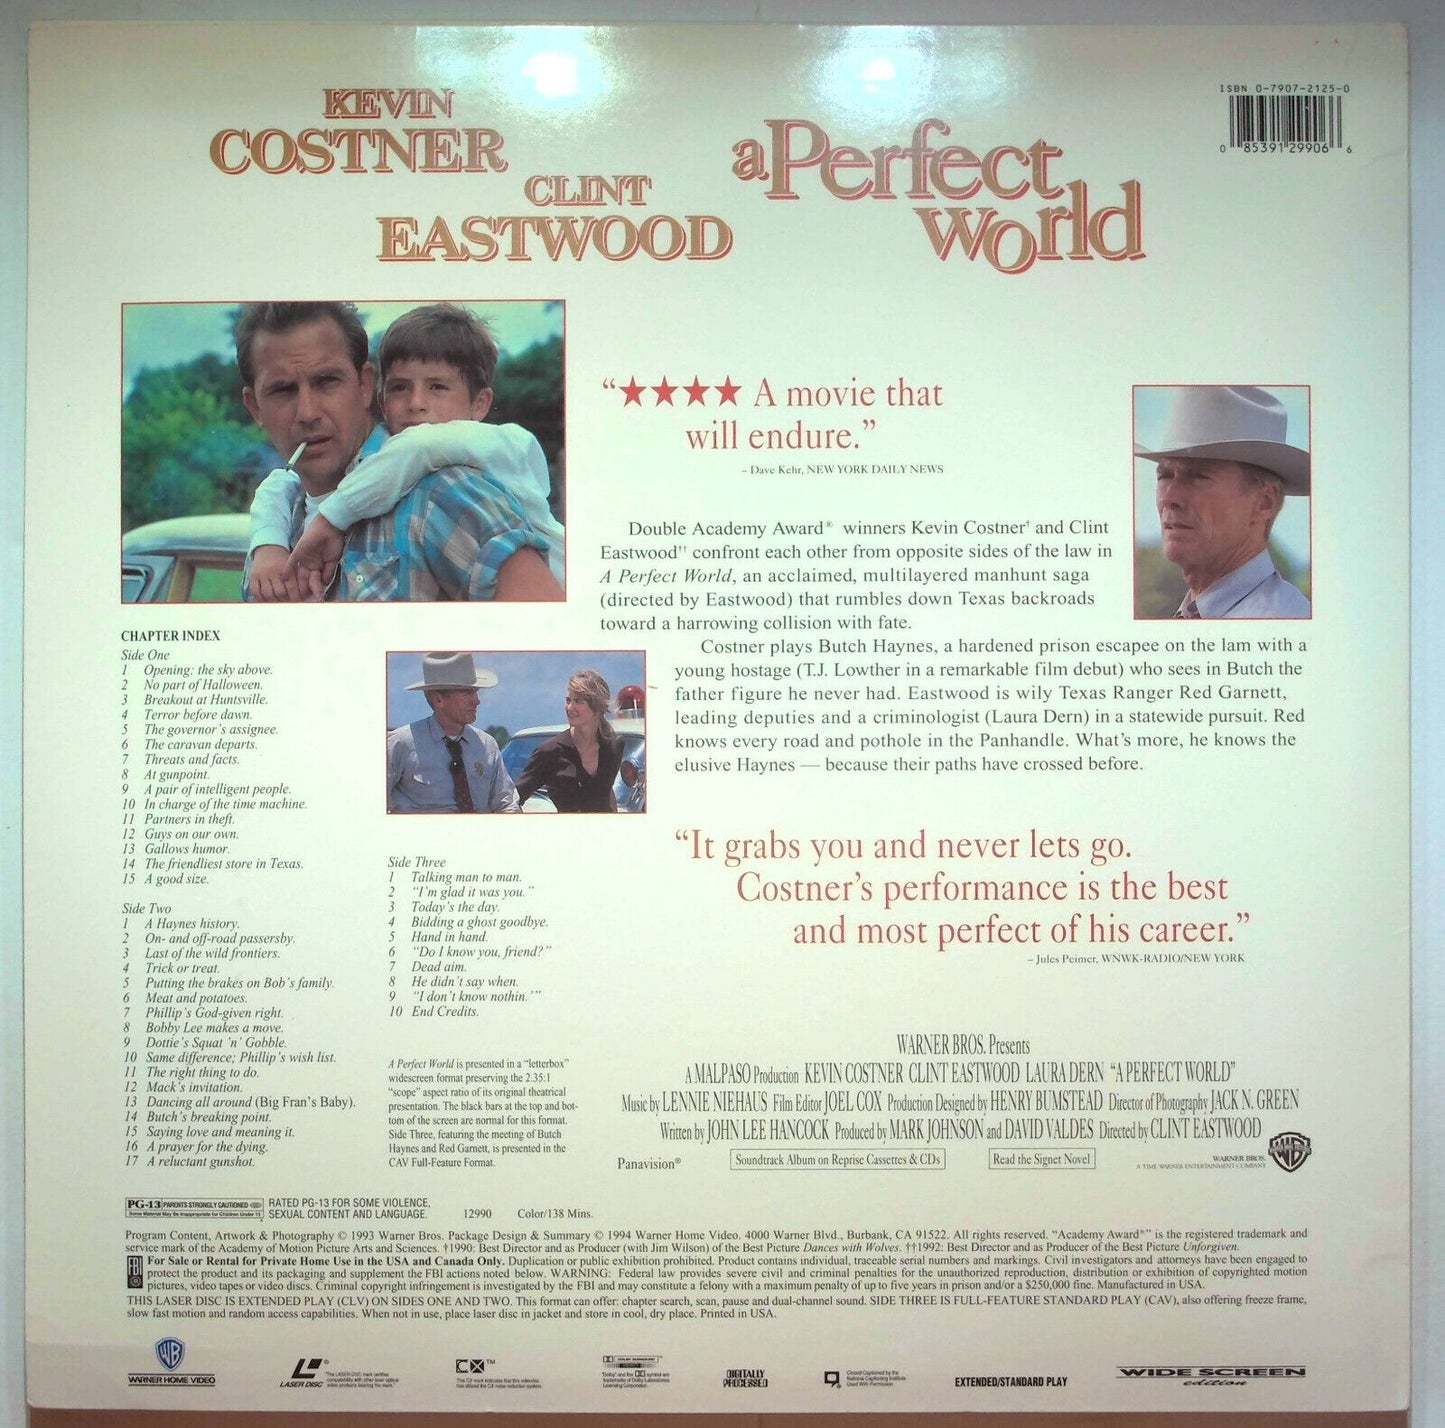 KEVIN
COSTNER
CLINT
EASTWOOD
a Perfect
World
ISBN 0-7907-2125-0
0 85391 29906 6
“★★★★ A movie that
will endure.”
– Dave Kehr, NEW YORK DAILY NEWS
Double Academy Award® winners Kevin Costner† and Clint
Eastwood†† confront each other from opposite sides of the law in
A Perfect World, an acclaimed, multilayered manhunt saga
(directed by Eastwood) that rumbles down Texas backroads
toward a harrowing collision with fate.
Costner plays Butch Haynes, a hardened prison escapee on the lam with a
young hostage (T.J. Lowther in a remarkable film debut) who sees in Butch the
father figure he never had. Eastwood is wily Texas Ranger Red Garnett,
leading deputies and a criminologist (Laura Dern) in a statewide pursuit. Red
knows every road and pothole in the Panhandle. What's more, he knows the
elusive Haynes — because their paths have crossed before.
“It grabs you and never lets go.
Costner's performance is the best
and most perfect of his career.”
– Jules Peimer, WNWK-RADIO/NEW YORK
CHAPTER INDEX
Side One
1 Opening: the sky above.
2 No part of Halloween.
3 Breakout at Huntsville.
4 Terror before dawn.
5 The governor's assignee.
6 The caravan departs.
7 Threats and facts.
8 At gunpoint.
9 A pair of intelligent people.
10 In charge of the time machine.
11 Partners in theft.
12 Guys on our own.
13 Gallows humor.
14 The friendliest store in Texas.
15 A good size.
Side Two
1 A Haynes history.
2 On- and off-road passersby.
3 Last of the wild frontiers.
4 Trick or treat.
5 Putting the brakes on Bob's family.
6 Meat and potatoes.
7 Phillip's God-given right.
8 Bobby Lee makes a move.
9 Dottie's Squat 'n' Gobble.
10 Same difference; Phillip's wish list.
11 The right thing to do.
12 Mack's invitation.
13 Dancing all around (Big Fran's Baby).
14 Butch's breaking point.
15 Saying love and meaning it.
16 A prayer for the dying.
17 A reluctant gunshot.
Side Three
1 Talking man to man.
2 "I'm glad it was you."
3 Today's the day.
4 Bidding a ghost goodbye.
5 Hand in hand.
6 "Do I know you, friend?"
7 Dead aim.
8 He didn't say when.
9 "I don't know nothin.'"
10 End Credits.
A Perfect World is presented in a “letterbox”
widescreen format preserving the 2.35:1
“scope” aspect ratio of its original theatrical
presentation. The black bars at the top and bot-
tom of the screen are normal for this format.
Side Three, featuring the meeting of Butch
Haynes and Red Garnett, is presented in the
CAV Full-Feature Format.
WARNER BROS. Presents
A MALPASO Production KEVIN COSTNER CLINT EASTWOOD LAURA DERN “A PERFECT WORLD”
Music by LENNIE NIEHAUS Film Editor JOEL COX Production Designed by HENRY BUMSTEAD Director of Photography JACK N. GREEN
Written by JOHN LEE HANCOCK Produced by MARK JOHNSON and DAVID VALDES Directed by CLINT EASTWOOD
Panavision® Soundtrack Album on Reprise Cassettes & CDs Read the Signet Novel
WARNER BROS.
A TIME WARNER ENTERTAINMENT COMPANY
PG-13 PARENTS STRONGLY CAUTIONED
Some Material May Be Inappropriate for Children Under 13
RATED PG-13 FOR SOME VIOLENCE,
SEXUAL CONTENT AND LANGUAGE. 12990 Color/138 Mins.
Program Content, Artwork & Photography © 1993 Warner Bros. Package Design & Summary © 1994 Warner Home Video. 4000 Warner Blvd., Burbank, CA 91522. All rights reserved. “Academy Award®” is the registered trademark and
service mark of the Academy of Motion Picture Arts and Sciences. †1990: Best Director and as Producer (with Jim Wilson) of the Best Picture Dances with Wolves. ††1992: Best Director and as Producer of the Best Picture Unforgiven.
FBI For Sale or Rental for Private Home Use in the USA and Canada Only. Duplication or public exhibition prohibited. Product contains individual, traceable serial numbers and markings. Civil investigators and attorneys have been engaged to
protect the product and its packaging and supplement the FBI actions noted below. WARNING: Federal law provides severe civil and criminal penalties for the unauthorized reproduction, distribution or exhibition of copyrighted motion
pictures, video tapes or video discs. Criminal copyright infringement is investigated by the FBI and may constitute a felony with a maximum penalty of up to five years in prison and/or a $250,000 fine. Manufactured in USA.
THIS LASER DISC IS EXTENDED PLAY (CLV) ON SIDES ONE AND TWO. This format can offer: chapter search, scan, pause and dual-channel sound. SIDE THREE IS FULL-FEATURE STANDARD PLAY (CAV), also offering freeze frame,
slow fast motion and random access capabilities. When not in use, place laser disc in jacket and store in cool, dry place. Printed in USA.
WB
WARNER HOME VIDEO
LASER DISC
CX™
DOLBY SURROUND
DIGITALLY
PROCESSED
Closed Captioned by the
National Captioning Institute.
Used With Permission.
EXTENDED/STANDARD PLAY
WIDE SCREEN
edition